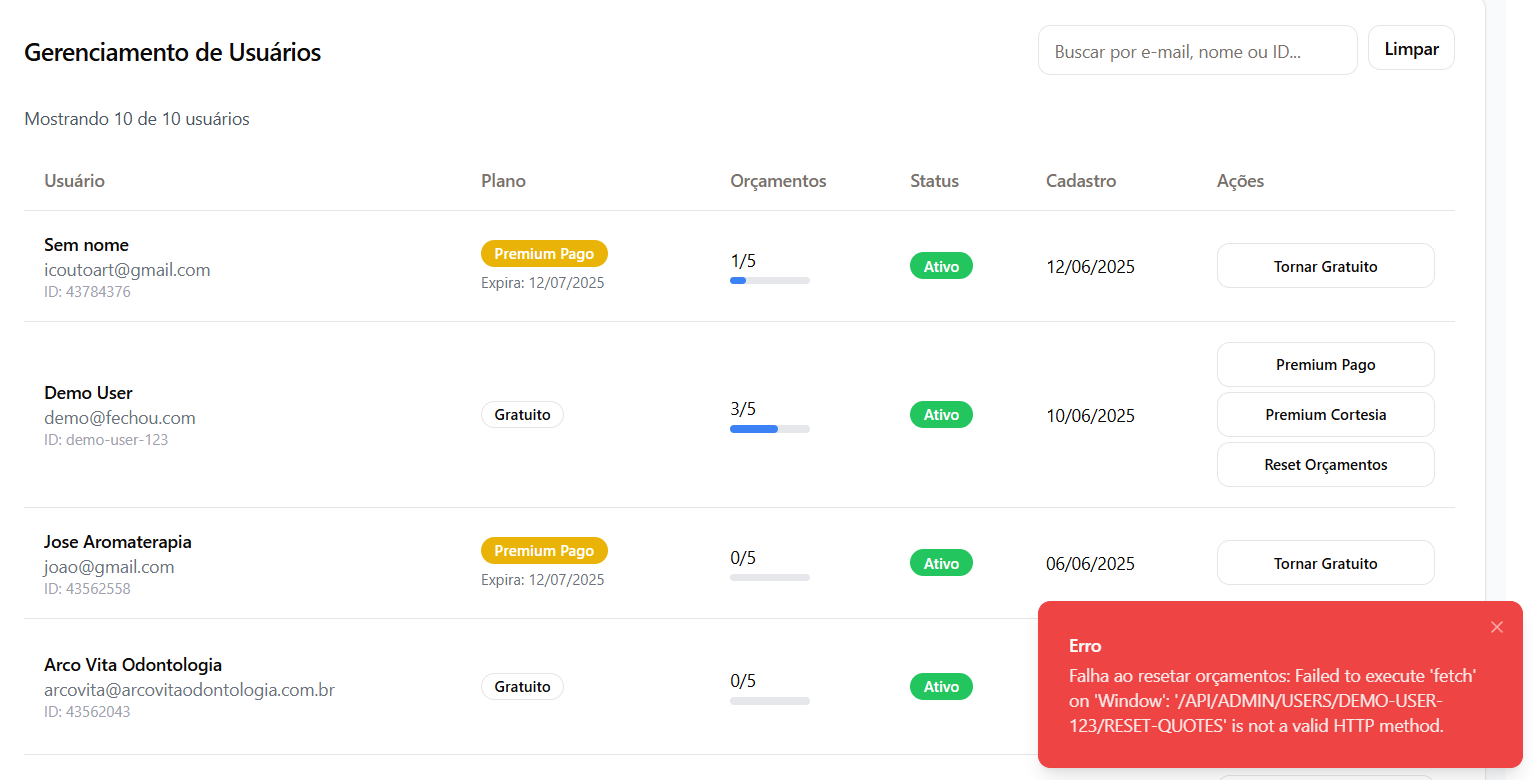 Gerenciamento de Usuários
Buscar por e-mail, nome ou ID...
Limpar
Mostrando 10 de 10 usuários
Usuário
Plano
Orçamentos
Status
Cadastro
Ações
Sem nome
icoutoart@gmail.com
ID: 43784376
Premium Pago
Expira: 12/07/2025
1/5
Ativo
12/06/2025
Tornar Gratuito
Demo User
demo@fechou.com
ID: demo-user-123
Gratuito
3/5
Ativo
10/06/2025
Premium Pago
Premium Cortesia
Reset Orçamentos
Jose Aromaterapia
joao@gmail.com
ID: 43562558
Premium Pago
Expira: 12/07/2025
0/5
Ativo
06/06/2025
Tornar Gratuito
Arco Vita Odontologia
arcovita@arcovitaodontologia.com.br
ID: 43562043
Gratuito
0/5
Ativo
Erro
Falha ao resetar orçamentos: Failed to execute 'fetch'
on 'Window': '/API/ADMIN/USERS/DEMO-USER-
123/RESET-QUOTES' is not a valid HTTP method.